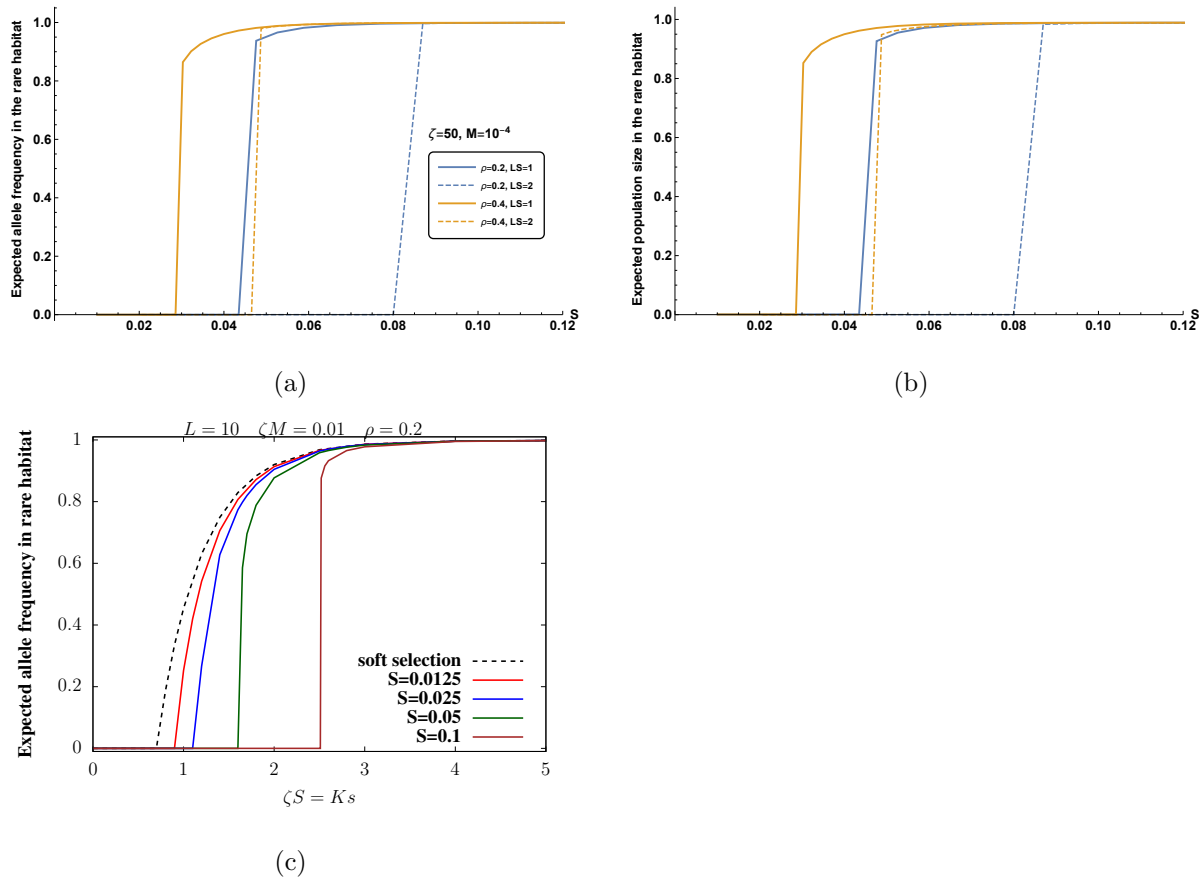 Expected allele frequency in the rare habitat
1.0
0.8
0.6
0.4
0.2
0.0
0.02
0.04
0.06
0.08
0.10
0.12
S
ζ=50, M=10⁻⁴
ρ=0.2, LS=1
ρ=0.2, LS=2
ρ=0.4, LS=1
ρ=0.4, LS=2
(a)
Expected population size in the rare habitat
1.0
0.8
0.6
0.4
0.2
0.0
0.02
0.04
0.06
0.08
0.10
0.12
S
(b)
L = 10 ζM = 0.01 ρ = 0.2
Expected allele frequency in rare habitat
1
0.8
0.6
0.4
0.2
0
soft selection
S=0.0125
S=0.025
S=0.05
S=0.1
0 1 2 3 4 5
ζS = Ks
(c)